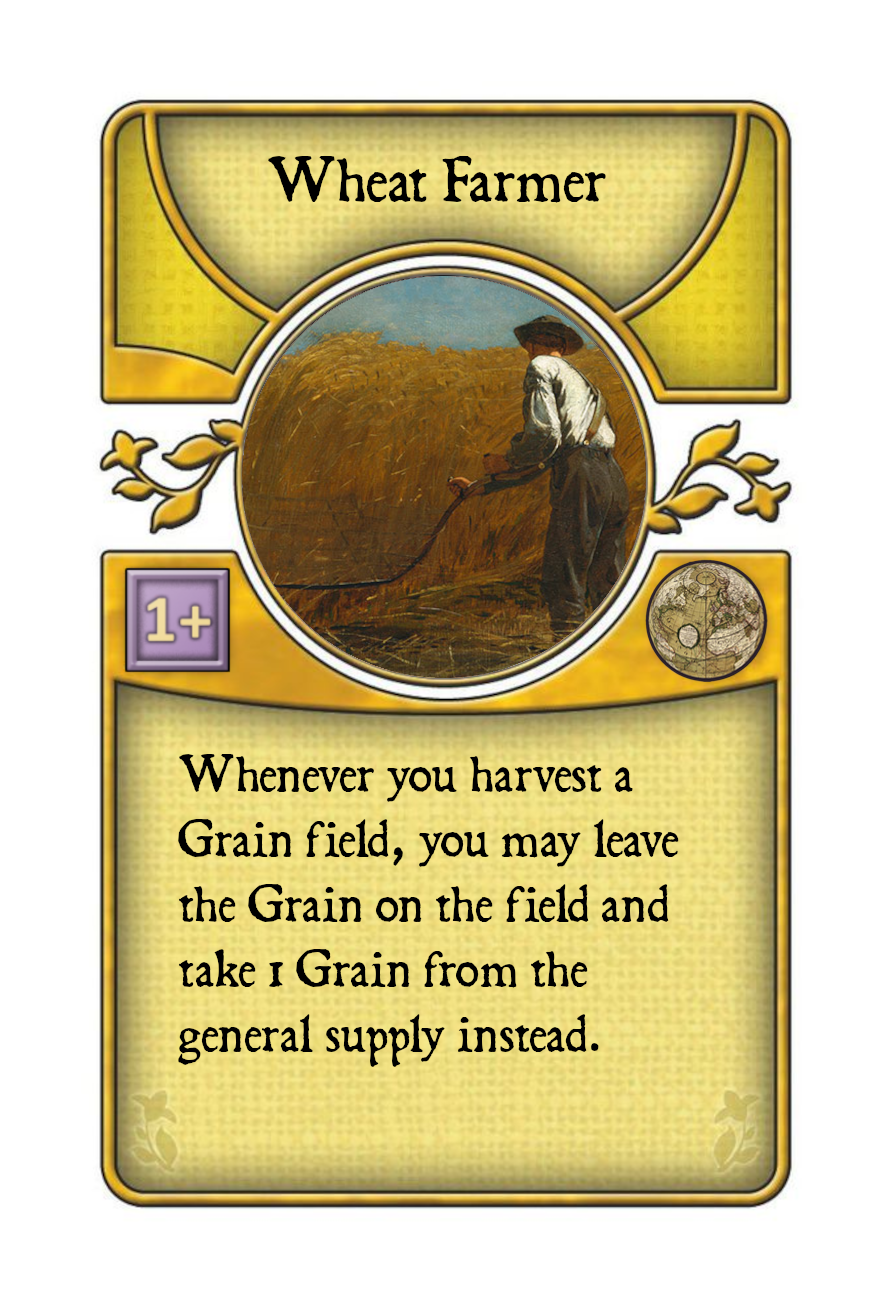 Wheat Farmer
1+
Whenever you harvest a
Grain field, you may leave
the Grain on the field and
take 1 Grain from the
general supply instead.